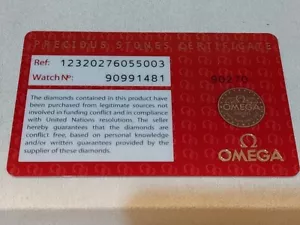 PRECIOUS STONES CERTIFICATE
Ref: 12320276055003
Watch Nº: 90991481
The diamonds contained in this product have
been purchased from legitimate sources not
involved in funding conflict and in compliance
with United Nations resolutions. The seller
hereby guarantees that the diamonds are
conflict free, based on personal knowledge
and/or written guarantees provided by the
supplier of these diamonds.
OMEGA
OMEGA